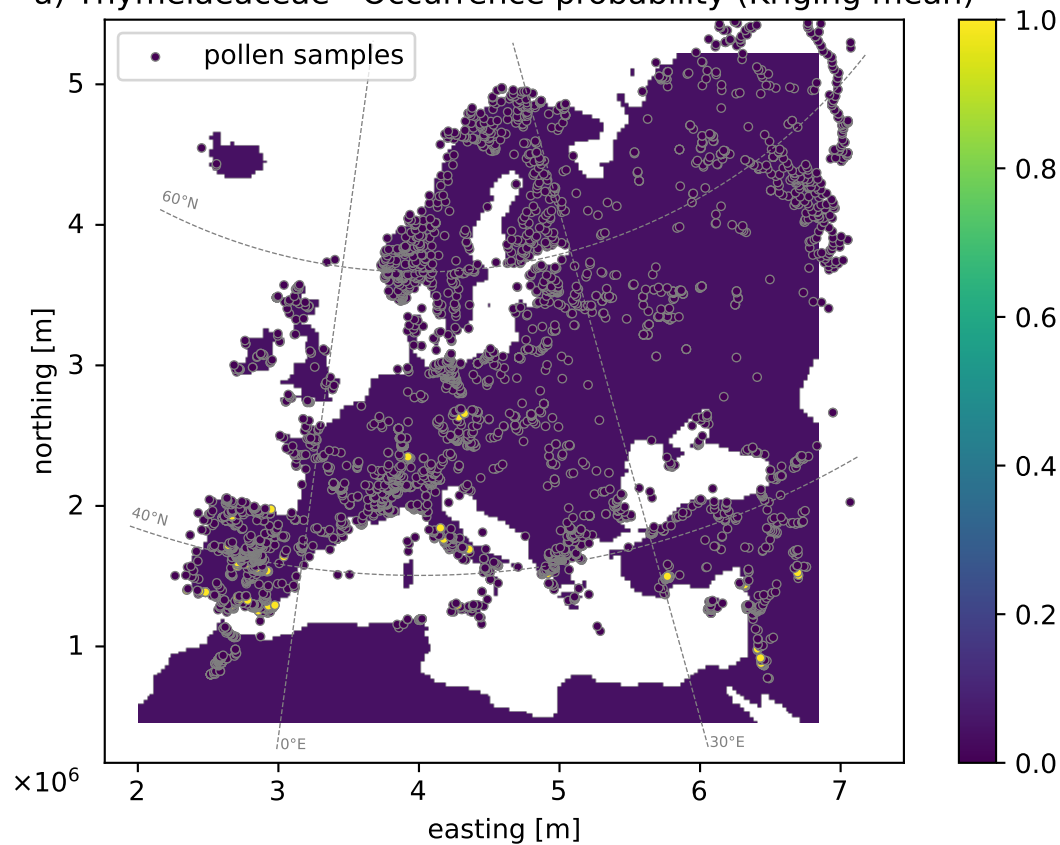 a) Thymelaeaceae - Occurrence probability (Kriging mean)
pollen samples
60°N
40°N
0°E
30°E
5
4
3
2
1
×10⁶
2 3 4 5 6 7
northing [m]
easting [m]
1.0
0.8
0.6
0.4
0.2
0.0